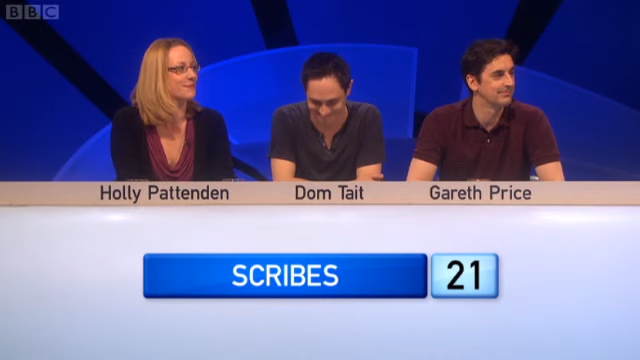 BBC
Holly Pattenden
Dom Tait
Gareth Price
SCRIBES
21